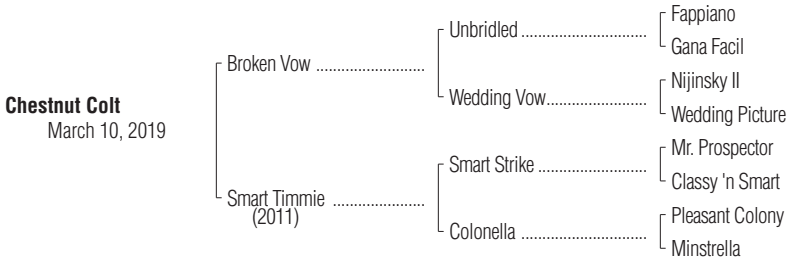 Chestnut Colt
March 10, 2019
Broken Vow ........................
Smart Timmie ....................
(2011)
Unbridled ............................
Wedding Vow.......................
Smart Strike ........................
Colonella .............................
Fappiano
Gana Facil
Nijinsky II
Wedding Picture
Mr. Prospector
Classy 'n Smart
Pleasant Colony
Minstrella